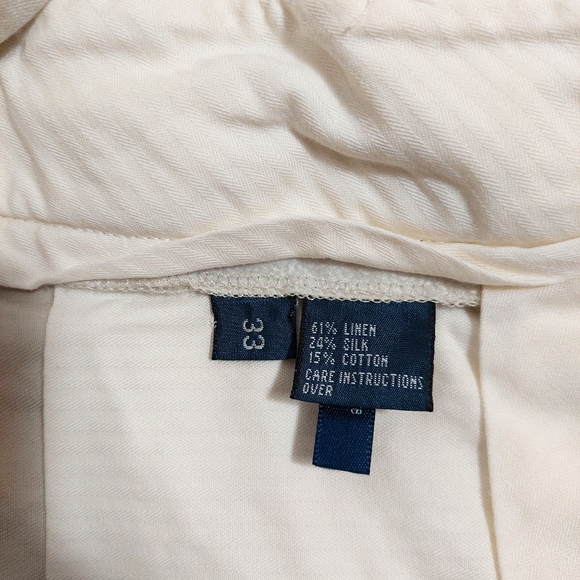 33
61% LINEN
24% SILK
15% COTTON
CARE INSTRUCTIONS
OVER